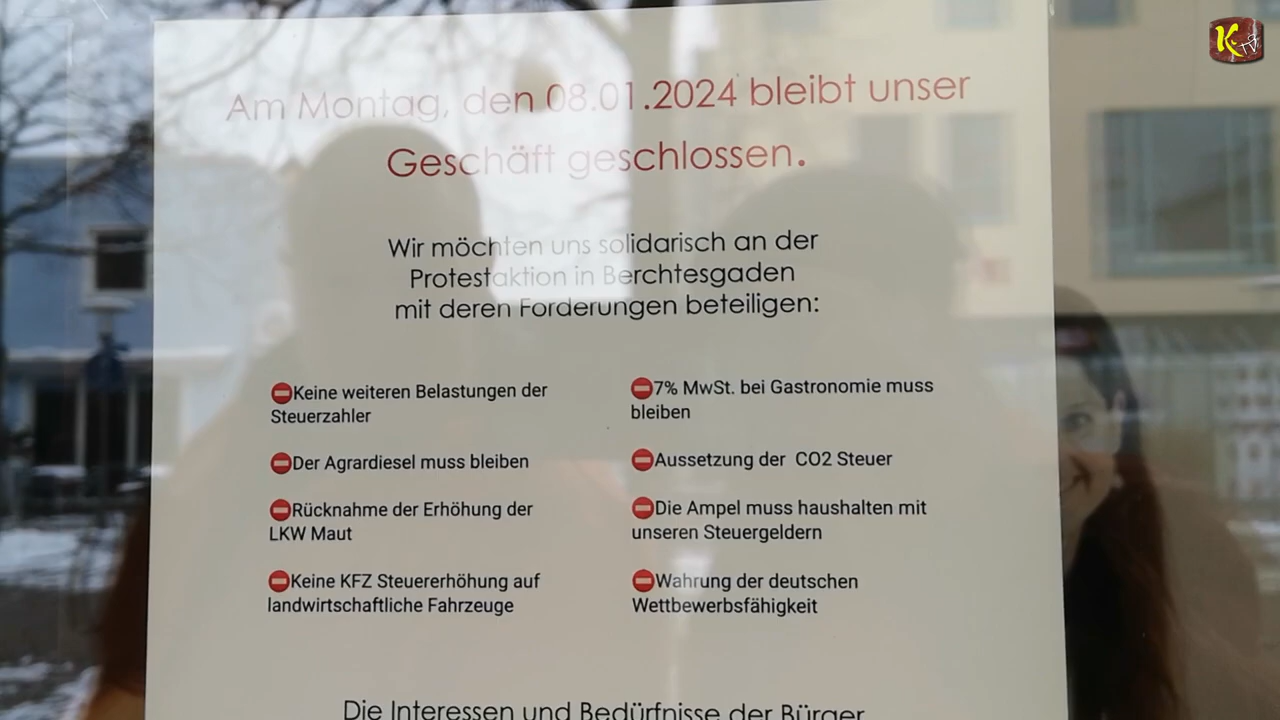 Am Montag, den 08.01.2024 bleibt unser
Geschäft geschlossen.
Wir möchten uns solidarisch an der
Protestaktion in Berchtesgaden
mit deren Forderungen beteiligen:
Keine weiteren Belastungen der
Steuerzahler
Der Agrardiesel muss bleiben
Rücknahme der Erhöhung der
LKW Maut
Keine KFZ Steuererhöhung auf
landwirtschaftliche Fahrzeuge
7% MwSt. bei Gastronomie muss
bleiben
Aussetzung der CO2 Steuer
Die Ampel muss haushalten mit
unseren Steuergeldern
Wahrung der deutschen
Wettbewerbsfähigkeit
Die Interessen und Bedürfnisse der Bürger
K TV